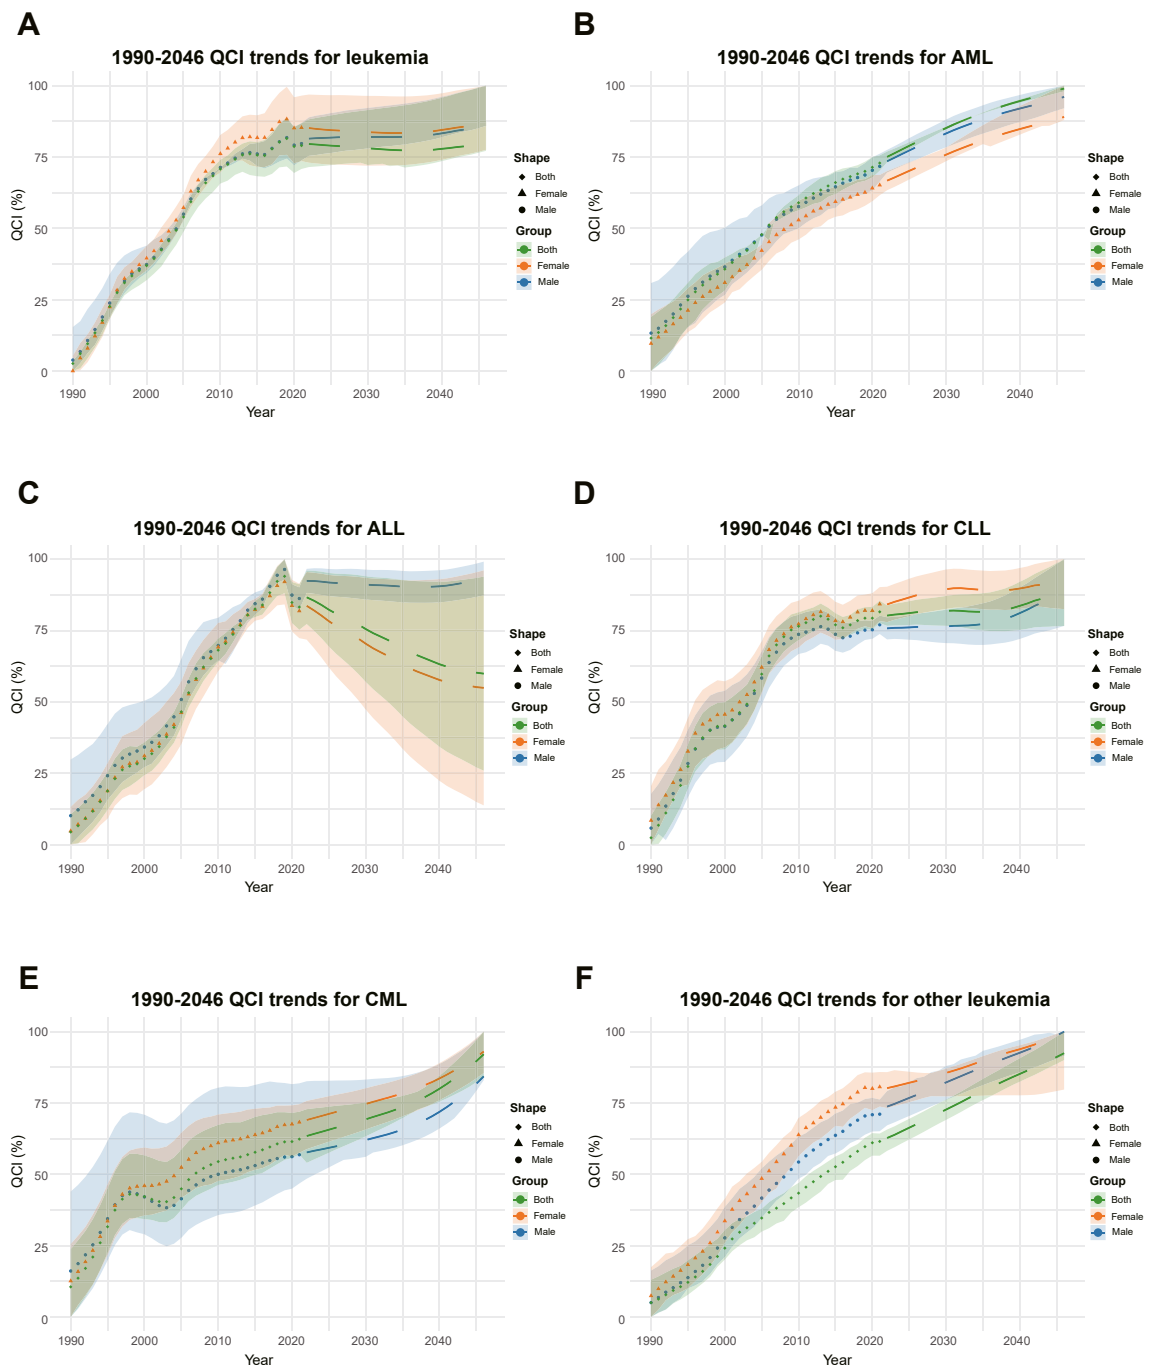 A
1990-2046 QCI trends for leukemia
100
75
50
25
0
QCI (%)
1990 2000 2010 2020 2030 2040
Year
Shape
Both
Female
Male
Group
Both
Female
Male
B
1990-2046 QCI trends for AML
100
75
50
25
0
QCI (%)
1990 2000 2010 2020 2030 2040
Year
Shape
Both
Female
Male
Group
Both
Female
Male
C
1990-2046 QCI trends for ALL
100
75
50
25
0
QCI (%)
1990 2000 2010 2020 2030 2040
Year
Shape
Both
Female
Male
Group
Both
Female
Male
D
1990-2046 QCI trends for CLL
100
75
50
25
0
QCI (%)
1990 2000 2010 2020 2030 2040
Year
Shape
Both
Female
Male
Group
Both
Female
Male
E
1990-2046 QCI trends for CML
100
75
50
25
0
QCI (%)
1990 2000 2010 2020 2030 2040
Year
Shape
Both
Female
Male
Group
Both
Female
Male
F
1990-2046 QCI trends for other leukemia
100
75
50
25
0
QCI (%)
1990 2000 2010 2020 2030 2040
Year
Shape
Both
Female
Male
Group
Both
Female
Male